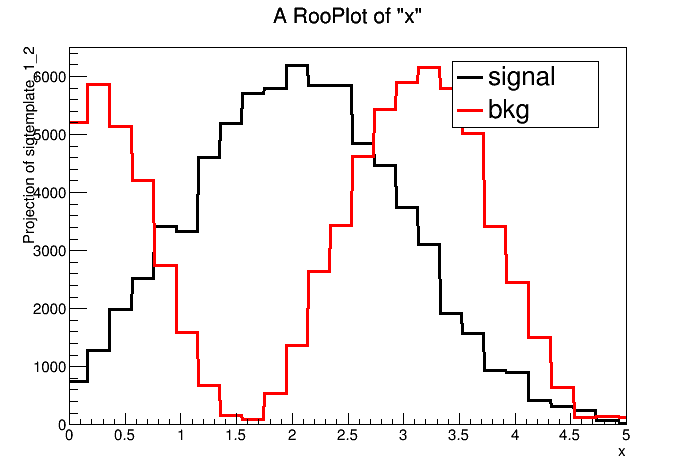 A RooPlot of "x"
Projection of sigtemplate_1_2
signal
bkg
6000
5000
4000
3000
2000
1000
0
0 0.5 1 1.5 2 2.5 3 3.5 4 4.5 5
x